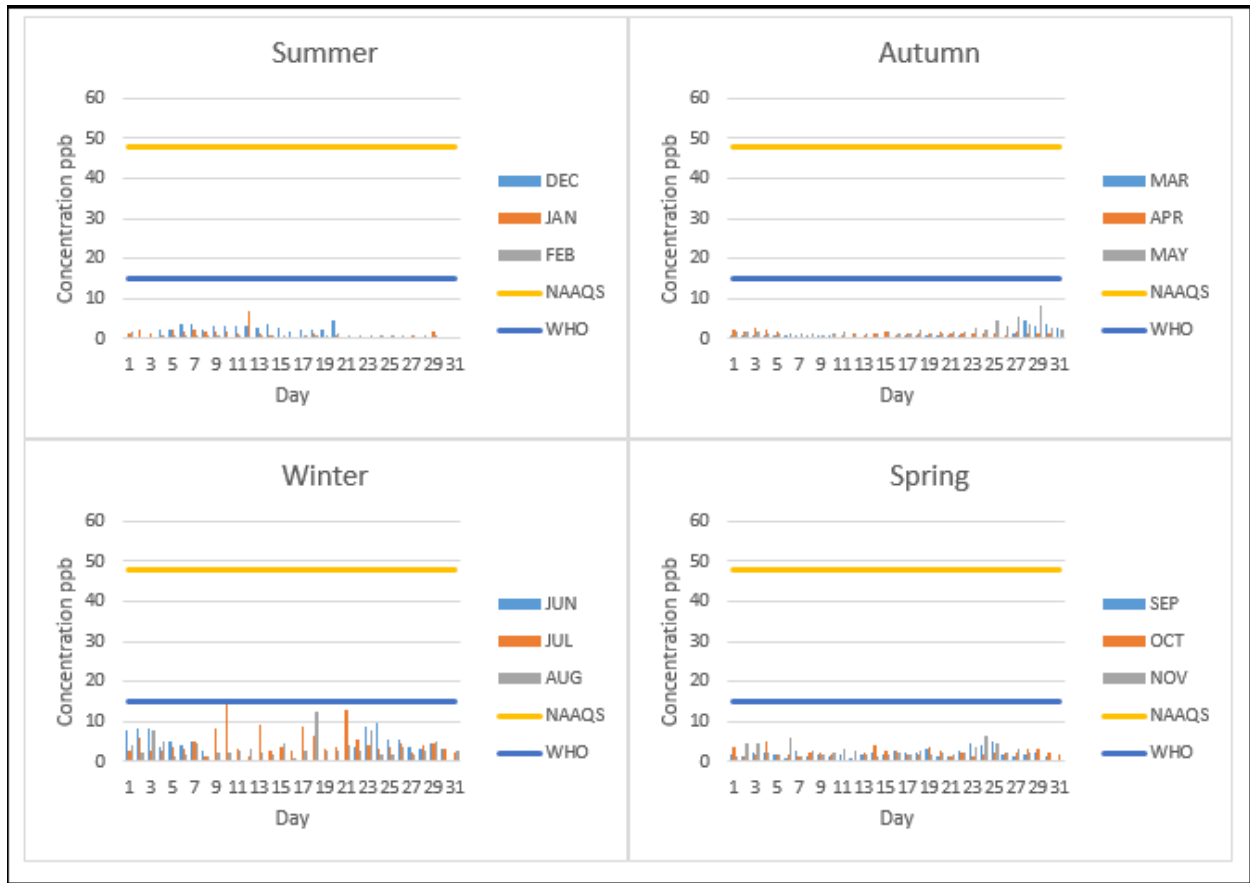 Summer
60
50
40
30
20
10
0
Concentration ppb
1 3 5 7 9 11 13 15 17 19 21 23 25 27 29 31
Day
DEC
JAN
FEB
NAAQS
WHO
Autumn
60
50
40
30
20
10
0
Concentration ppb
1 3 5 7 9 11 13 15 17 19 21 23 25 27 29 31
Day
MAR
APR
MAY
NAAQS
WHO
Winter
60
50
40
30
20
10
0
Concentration ppb
1 3 5 7 9 11 13 15 17 19 21 23 25 27 29 31
Day
JUN
JUL
AUG
NAAQS
WHO
Spring
60
50
40
30
20
10
0
Concentration ppb
1 3 5 7 9 11 13 15 17 19 21 23 25 27 29 31
Day
SEP
OCT
NOV
NAAQS
WHO